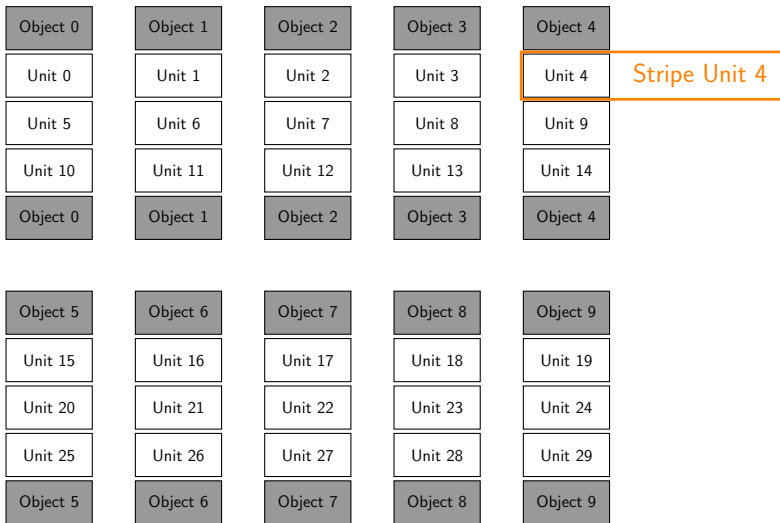 Object 0 Object 1 Object 2 Object 3 Object 4
Unit 0 Unit 1 Unit 2 Unit 3 Unit 4 Stripe Unit 4
Unit 5 Unit 6 Unit 7 Unit 8 Unit 9
Unit 10 Unit 11 Unit 12 Unit 13 Unit 14
Object 0 Object 1 Object 2 Object 3 Object 4
Object 5 Object 6 Object 7 Object 8 Object 9
Unit 15 Unit 16 Unit 17 Unit 18 Unit 19
Unit 20 Unit 21 Unit 22 Unit 23 Unit 24
Unit 25 Unit 26 Unit 27 Unit 28 Unit 29
Object 5 Object 6 Object 7 Object 8 Object 9